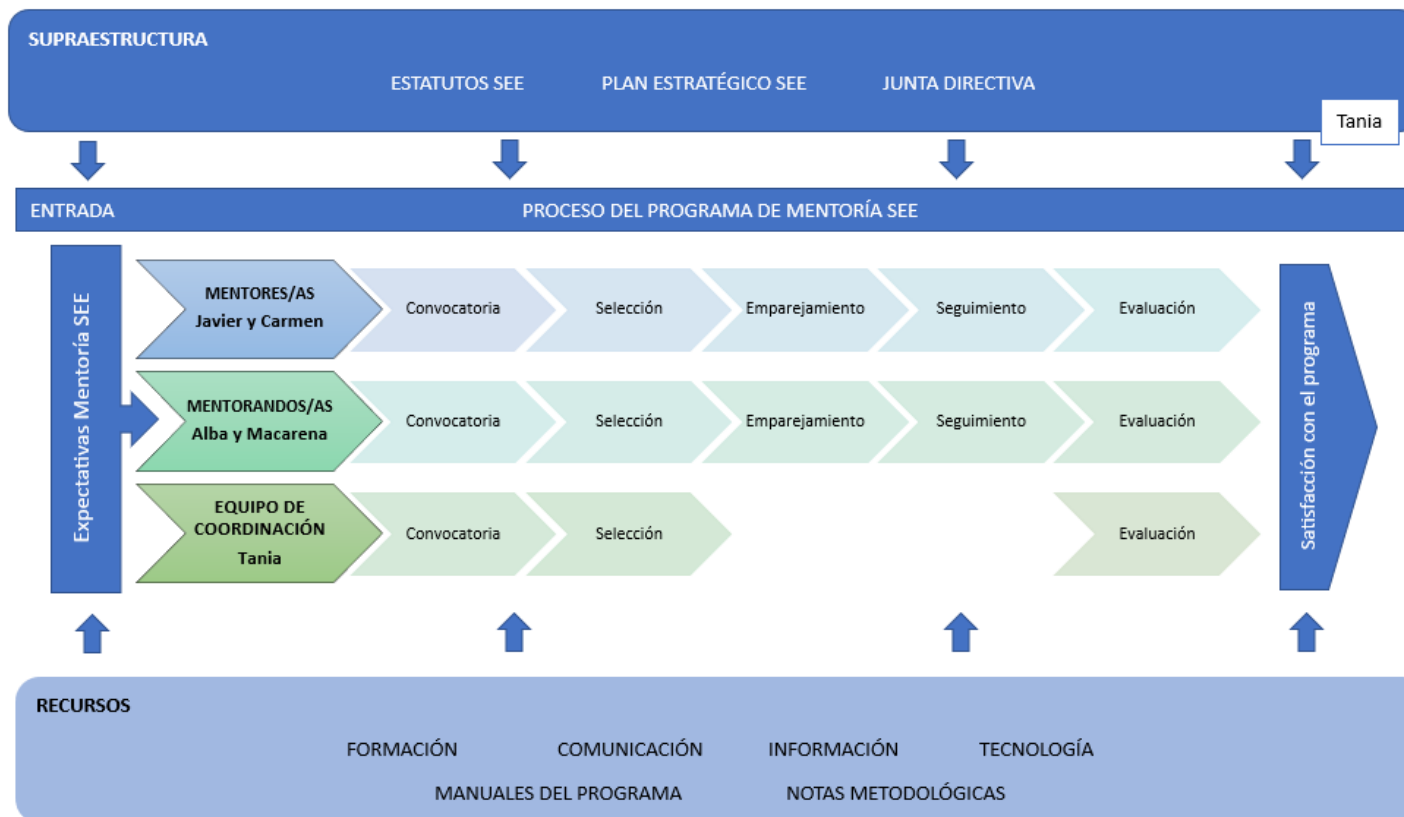 SUPRAESTRUCTURA
ESTATUTOS SEE PLAN ESTRATÉGICO SEE JUNTA DIRECTIVA
Tania
ENTRADA PROCESO DEL PROGRAMA DE MENTORÍA SEE
Expectativas Mentoría SEE
MENTORES/AS
Javier y Carmen
Convocatoria Selección Emparejamiento Seguimiento Evaluación
MENTORANDOS/AS
Alba y Macarena
Convocatoria Selección Emparejamiento Seguimiento Evaluación
EQUIPO DE
COORDINACIÓN
Tania
Convocatoria Selección Evaluación
Satisfacción con el programa
RECURSOS
FORMACIÓN COMUNICACIÓN INFORMACIÓN TECNOLOGÍA
MANUALES DEL PROGRAMA NOTAS METODOLÓGICAS